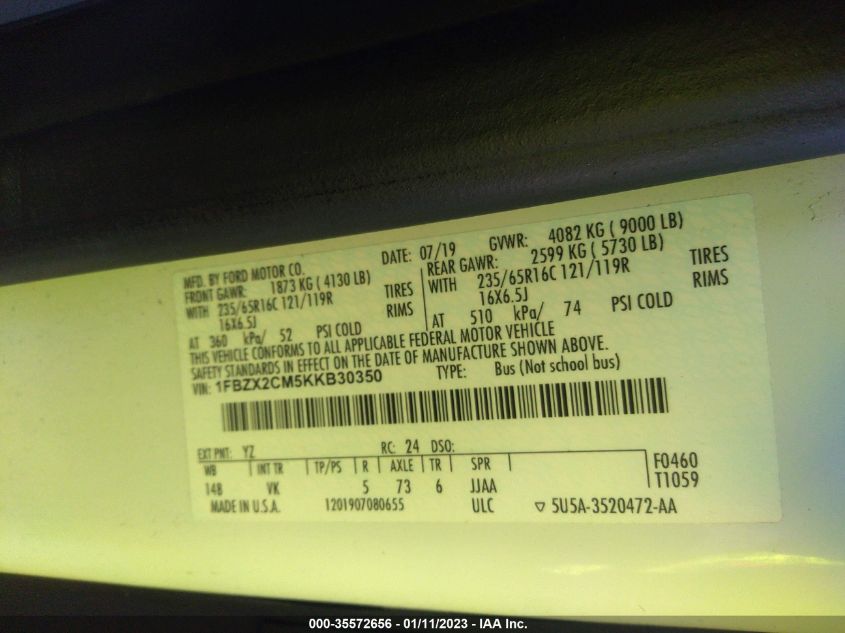 MFD. BY FORD MOTOR CO.
DATE: 07/19 GVWR: 4082 KG ( 9000 LB)
FRONT GAWR: 1873 KG ( 4130 LB)
REAR GAWR: 2599 KG ( 5730 LB)
WITH 235/65R16C 121/119R TIRES
WITH 235/65R16C 121/119R TIRES
16X6.5J RIMS
16X6.5J RIMS
AT 360 kPa/ 52 PSI COLD
AT 510 kPa/ 74 PSI COLD
THIS VEHICLE CONFORMS TO ALL APPLICABLE FEDERAL MOTOR VEHICLE
SAFETY STANDARDS IN EFFECT ON THE DATE OF MANUFACTURE SHOWN ABOVE.
VIN: 1FBZX2CM5KKB30350 TYPE: Bus (Not school bus)
EXT PNT: YZ RC: 24 DSO:
WB INT TR TP/PS R AXLE TR SPR F0460
148 VK 5 73 6 JJAA T1059
MADE IN U.S.A. 1201907080655 ULC ▽ 5U5A-3520472-AA
000-35572656 - 01/11/2023 - IAA Inc.